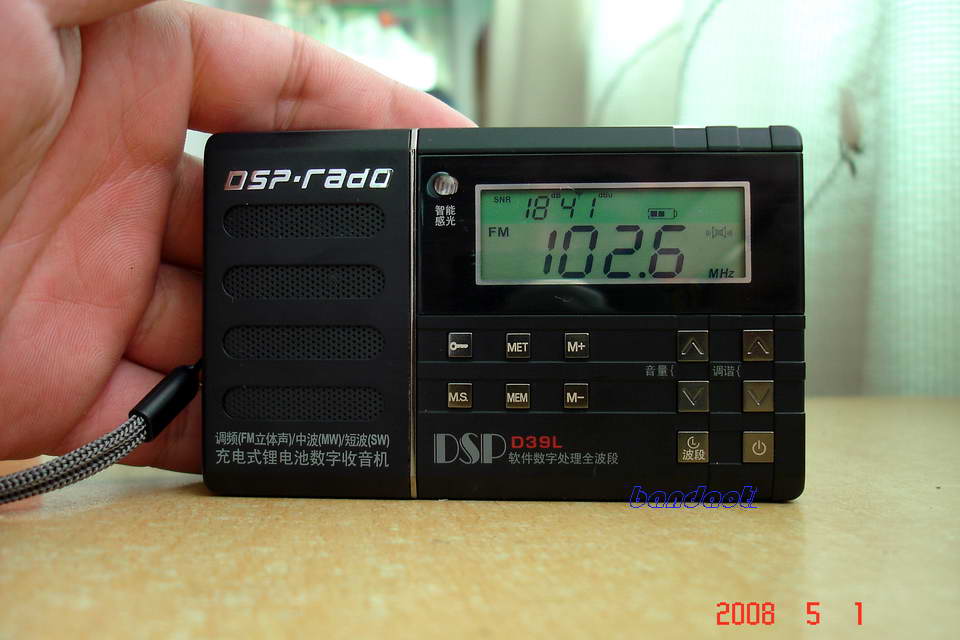 DSP·rado
智能
感光
SNR dB dBu
18 41
FM 102.6 MHz
MET M+
音量 调谐
M.S. MEM M-
调频(FM立体声)/中波(MW)/短波(SW)
充电式锂电池数字收音机
DSP D39L
软件数字处理全波段
波段
bandaoti
2008 5 1